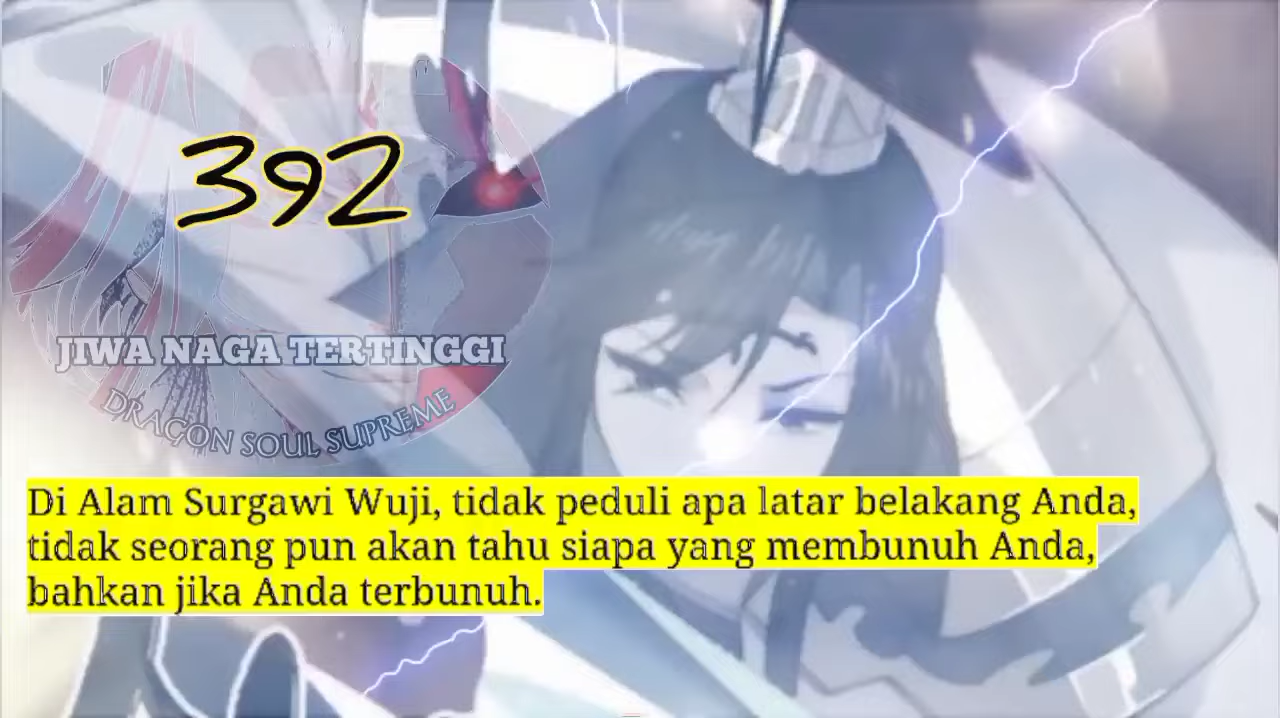 392
JIWA NAGA TERTINGGI
DRAGON SOUL SUPREME
Di Alam Surgawi Wuji, tidak peduli apa latar belakang Anda,
tidak seorang pun akan tahu siapa yang membunuh Anda,
bahkan jika Anda terbunuh.